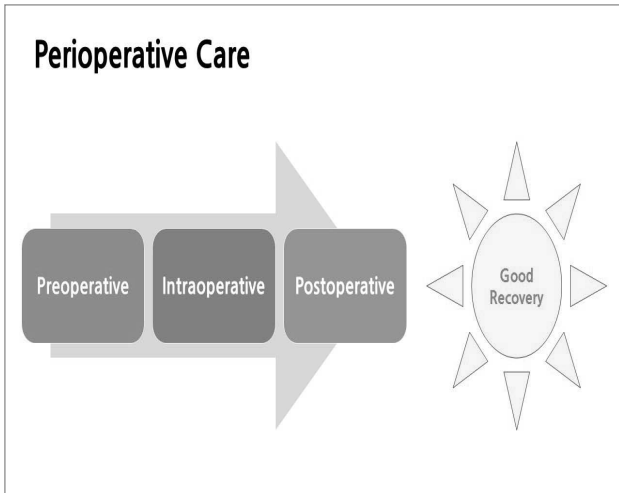 Perioperative Care
Preoperative
Intraoperative
Postoperative
Good
Recovery